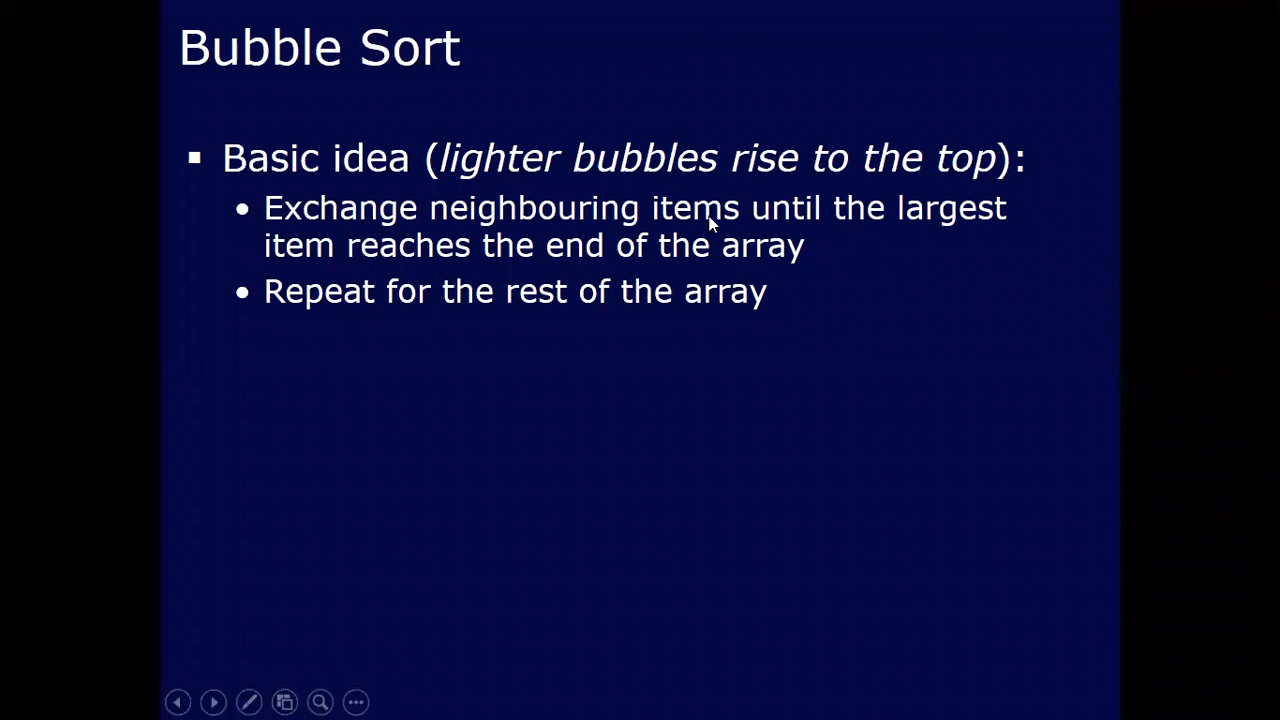 Bubble Sort
▪ Basic idea (lighter bubbles rise to the top):
• Exchange neighbouring items until the largest
item reaches the end of the array
• Repeat for the rest of the array